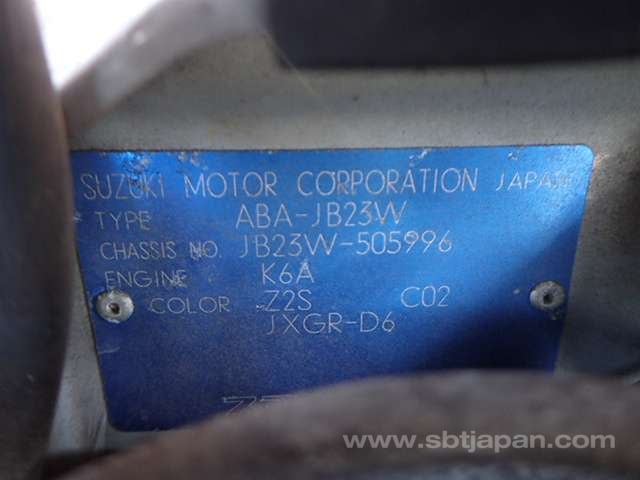 SUZUKI MOTOR CORPORATION JAPAN
TYPE ABA-JB23W
CHASSIS NO. JB23W-505996
ENGINE K6A
COLOR Z2S C02
JXGR-D6
www.sbtjapan.com